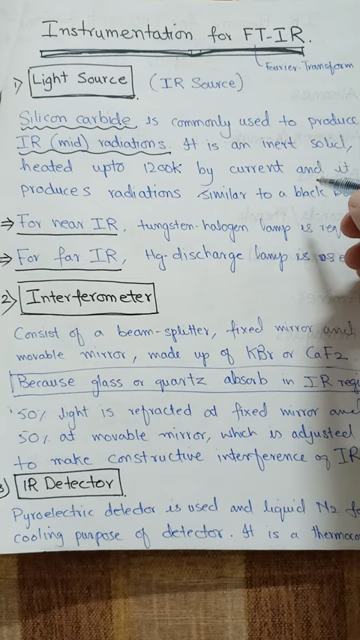 Instrumentation for FT-IR.
Fourier-Transform
1) Light Source (IR Source)
Silicon carbide is commonly used to produce
IR (mid) radiations. It is an inert solid,
heated upto 1200K by current and it
produces radiations similar to a black
⇒ For near IR, tungsten-halogen lamp is
⇒ For far IR, Hg-discharge lamp is
2) Interferometer
Consist of a beam-splitter, fixed mirror and
movable mirror, made up of KBr or CaF2
Because glass or quartz absorb in IR
50% light is refracted at fixed mirror
50% at movable mirror, which is adjusted
to make constructive interference of IR
IR Detector
Pyroelectric detector is used and liquid N2
cooling purpose of detector. It is a